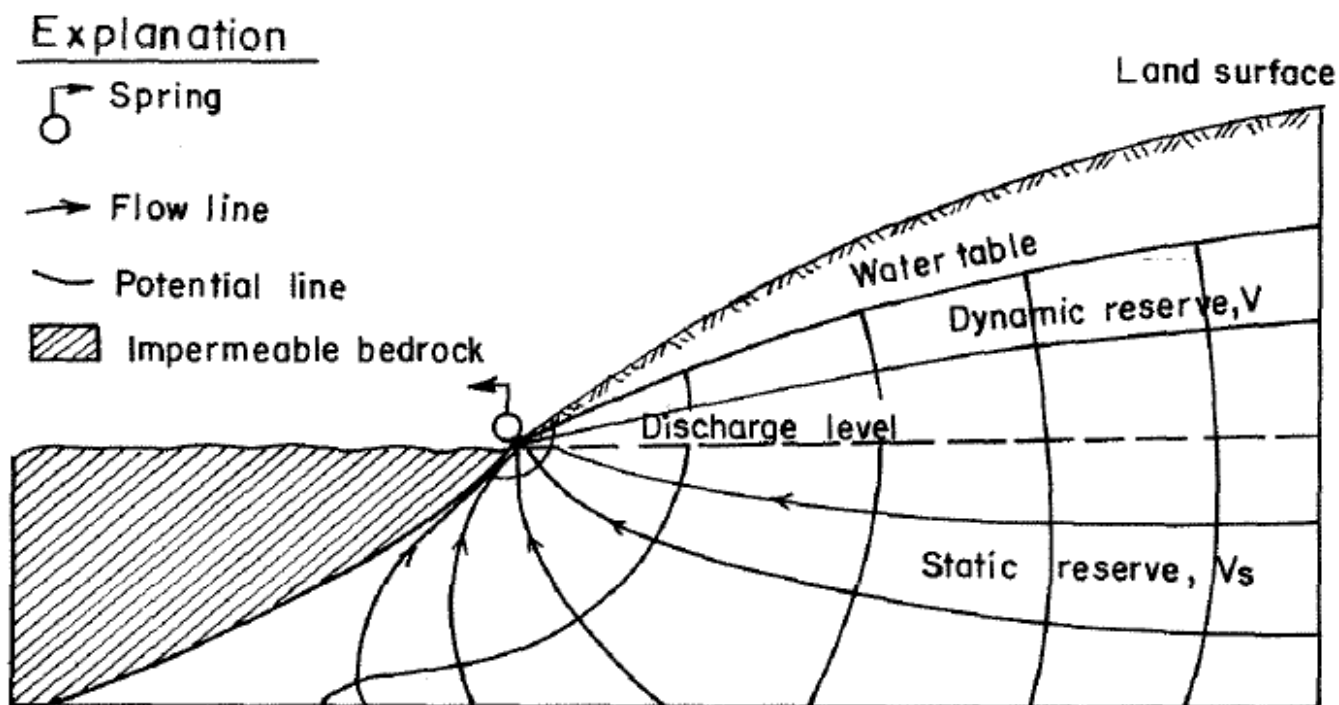 Explanation
Spring
Flow line
Potential line
Impermeable bedrock
Land surface
Water table
Dynamic reserve, V
Discharge level
Static reserve, Vs